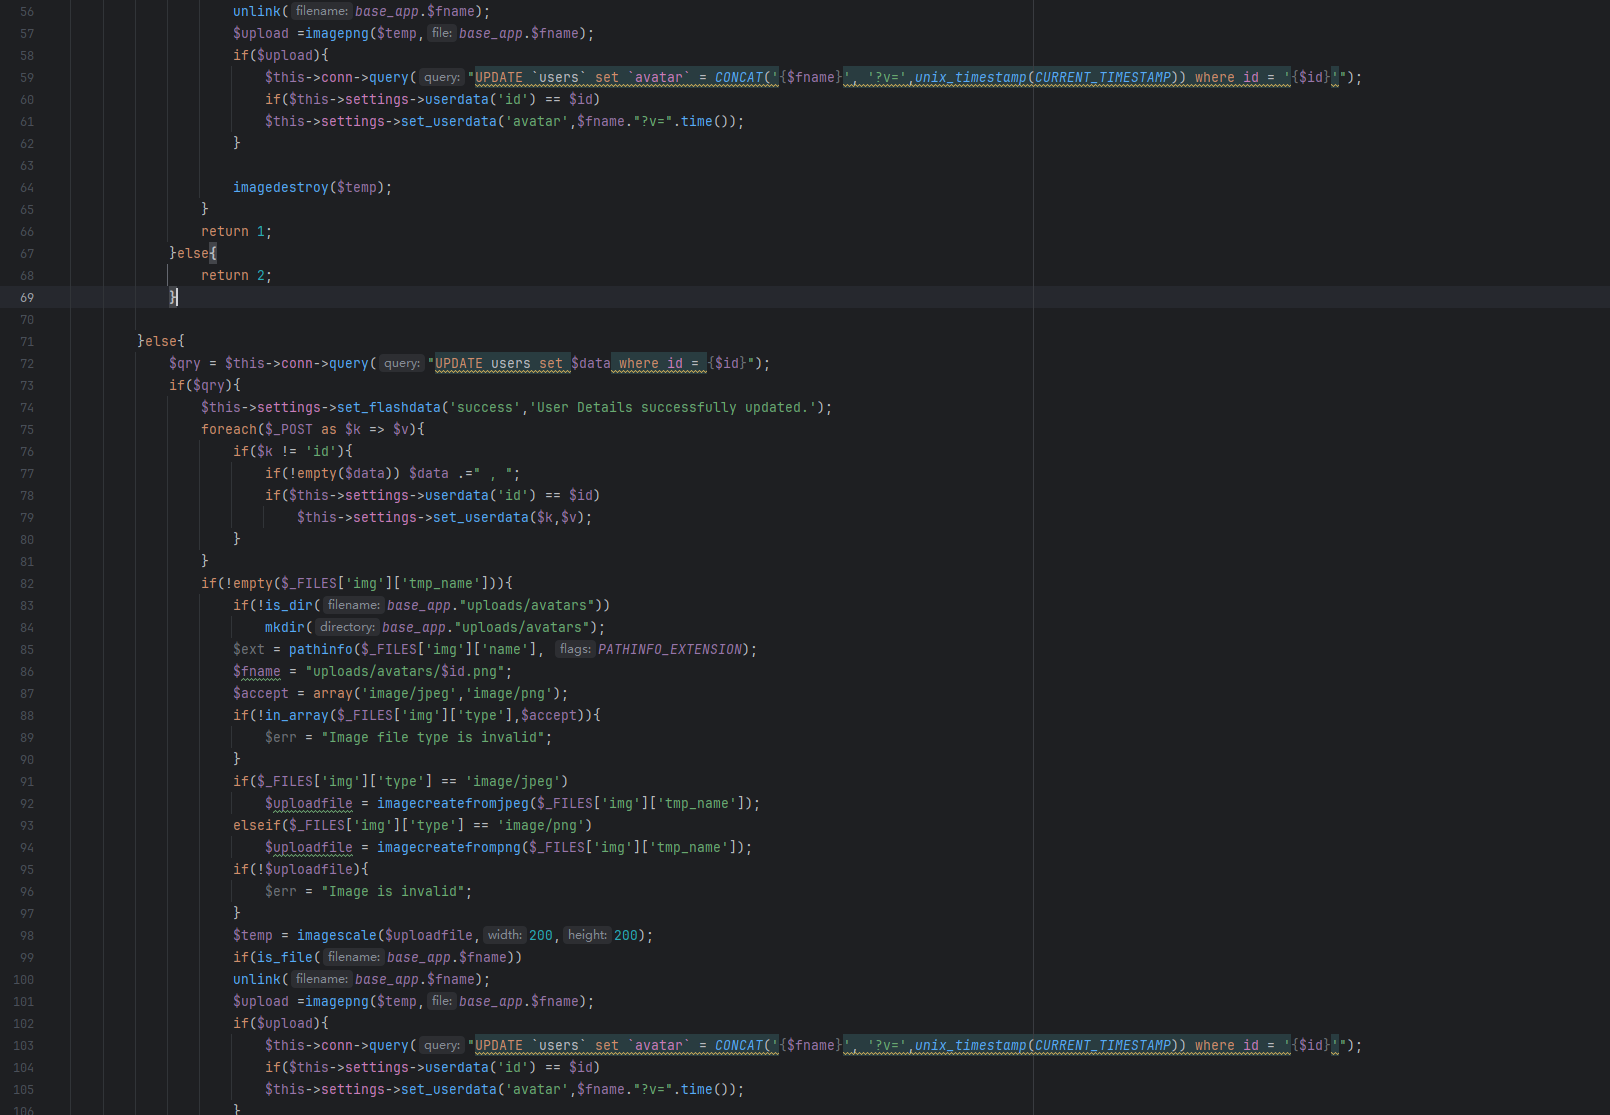 56 unlink( filename: base_app.$fname);
57 $upload =imagepng($temp, file: base_app.$fname);
58 if($upload){
59 $this->conn->query( query: "UPDATE `users` set `avatar` = CONCAT('{$fname}', '?v=',unix_timestamp(CURRENT_TIMESTAMP)) where id = '{$id}'");
60 if($this->settings->userdata('id') == $id)
61 $this->settings->set_userdata('avatar',$fname."?v=".time());
62 }
63
64 imagedestroy($temp);
65 }
66 return 1;
67 }else{
68 return 2;
69 }
70
71 }else{
72 $qry = $this->conn->query( query: "UPDATE users set $data where id = {$id}");
73 if($qry){
74 $this->settings->set_flashdata('success','User Details successfully updated.');
75 foreach($_POST as $k => $v){
76 if($k != 'id'){
77 if(!empty($data)) $data .=" , ";
78 if($this->settings->userdata('id') == $id)
79 $this->settings->set_userdata($k,$v);
80 }
81 }
82 if(!empty($_FILES['img']['tmp_name'])){
83 if(!is_dir( filename: base_app."uploads/avatars"))
84 mkdir( directory: base_app."uploads/avatars");
85 $ext = pathinfo($_FILES['img']['name'], flags: PATHINFO_EXTENSION);
86 $fname = "uploads/avatars/$id.png";
87 $accept = array('image/jpeg','image/png');
88 if(!in_array($_FILES['img']['type'],$accept)){
89 $err = "Image file type is invalid";
90 }
91 if($_FILES['img']['type'] == 'image/jpeg')
92 $uploadfile = imagecreatefromjpeg($_FILES['img']['tmp_name']);
93 elseif($_FILES['img']['type'] == 'image/png')
94 $uploadfile = imagecreatefrompng($_FILES['img']['tmp_name']);
95 if(!$uploadfile){
96 $err = "Image is invalid";
97 }
98 $temp = imagescale($uploadfile, width: 200, height: 200);
99 if(is_file( filename: base_app.$fname))
100 unlink( filename: base_app.$fname);
101 $upload =imagepng($temp, file: base_app.$fname);
102 if($upload){
103 $this->conn->query( query: "UPDATE `users` set `avatar` = CONCAT('{$fname}', '?v=',unix_timestamp(CURRENT_TIMESTAMP)) where id = '{$id}'");
104 if($this->settings->userdata('id') == $id)
105 $this->settings->set_userdata('avatar',$fname."?v=".time());
106 }